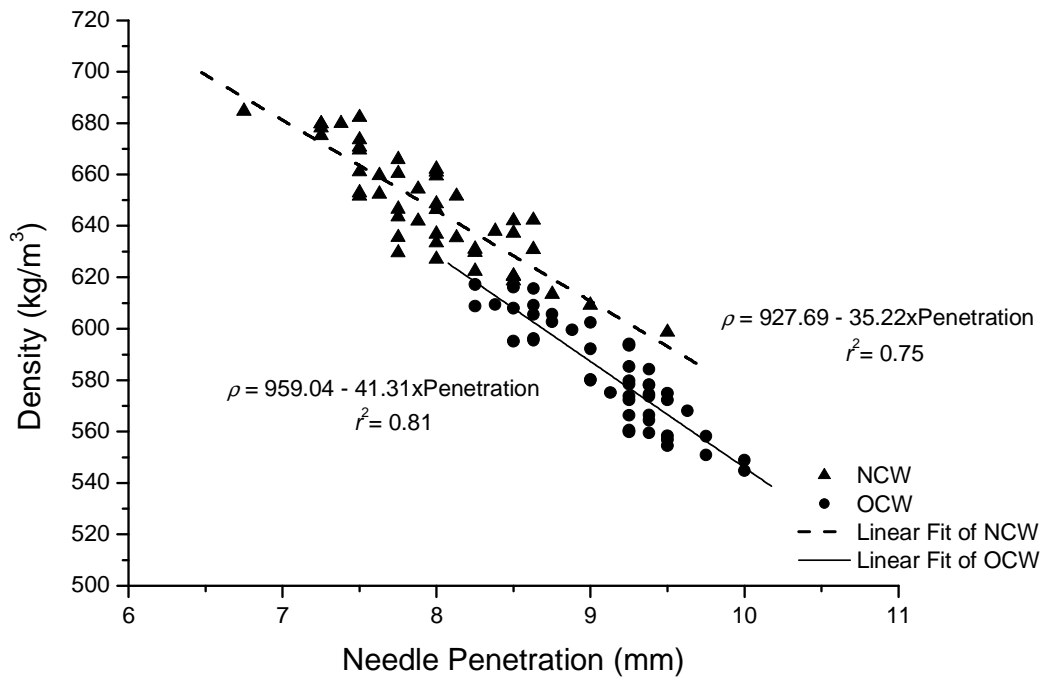 720
700
680
660
640
620
600
580
560
540
520
500
Density (kg/m³)
ρ = 927.69 - 35.22xPenetration
r²= 0.75
ρ = 959.04 - 41.31xPenetration
r²= 0.81
NCW
OCW
Linear Fit of NCW
Linear Fit of OCW
6 7 8 9 10 11
Needle Penetration (mm)